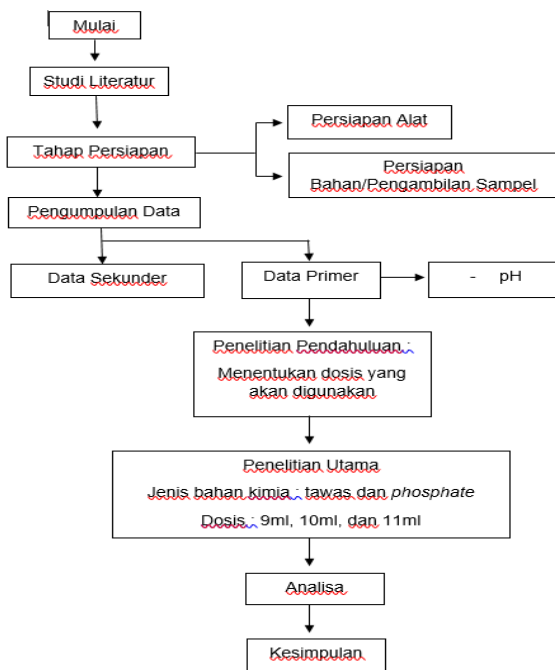 Mulai
Studi Literatur
Persiapan Alat
Tahap Persiapan
Persiapan
Bahan/Pengambilan Sampel
Pengumpulan Data
Data Sekunder
Data Primer
- pH
Penelitian Pendahuluan :
Menentukan dosis yang
akan digunakan
Penelitian Utama
Jenis bahan kimia : tawas dan phosphate
Dosis : 9ml, 10ml, dan 11ml
Analisa
Kesimpulan